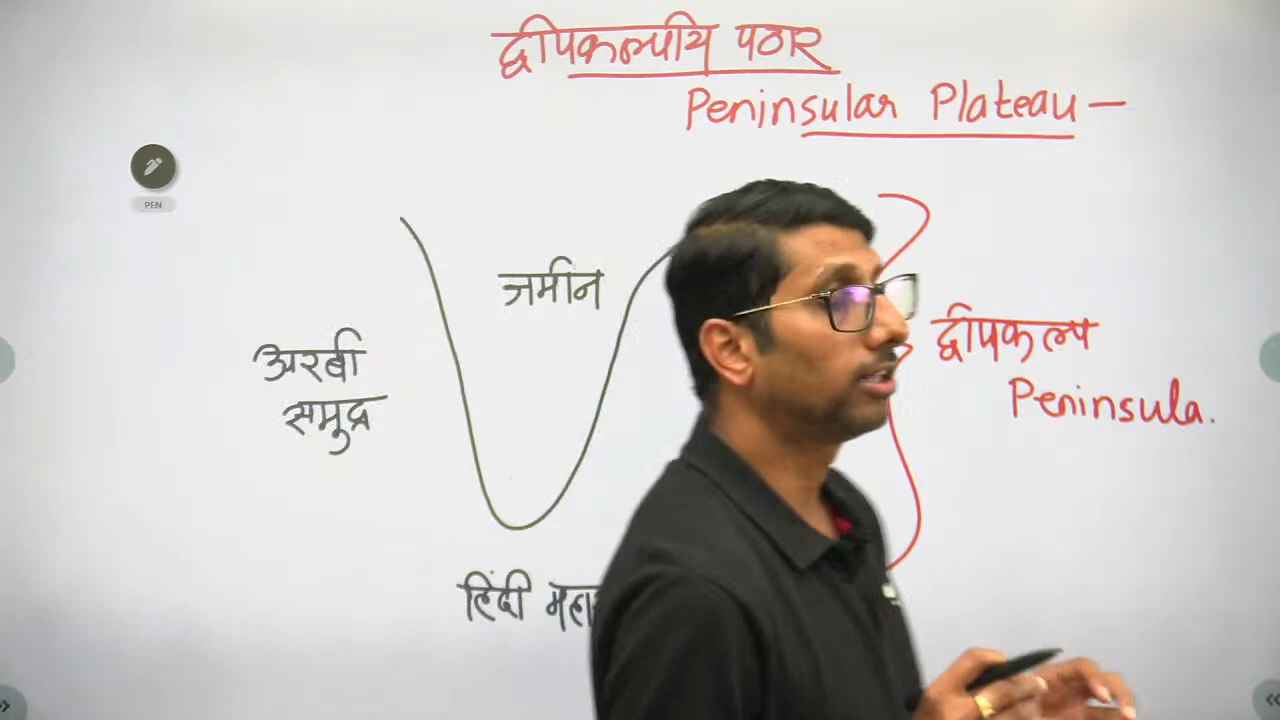 द्वीपकल्पीय पठार
Peninsular Plateau –
PEN
जमीन
अरबी
समुद्र
द्वीपकल्प
Peninsula.
हिंदी